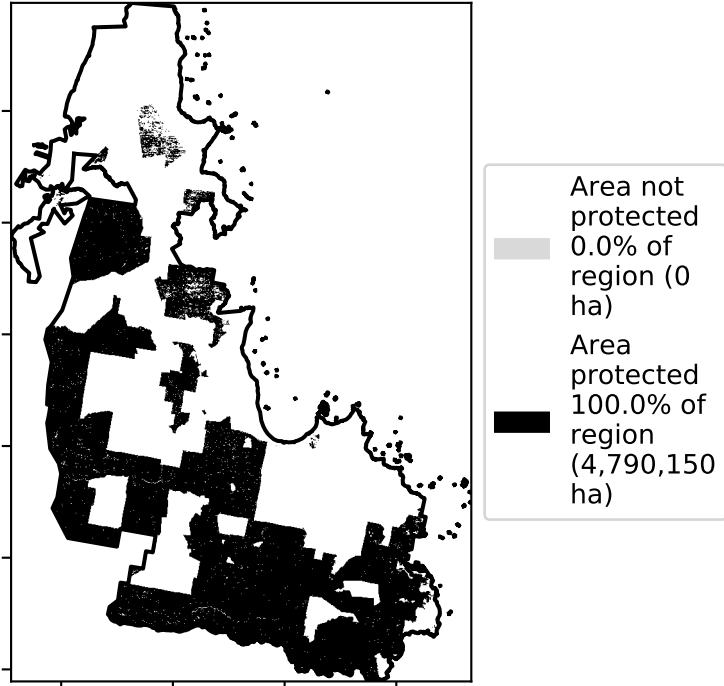 Area not
protected
0.0% of
region (0
ha)
Area
protected
100.0% of
region
(4,790,150
ha)